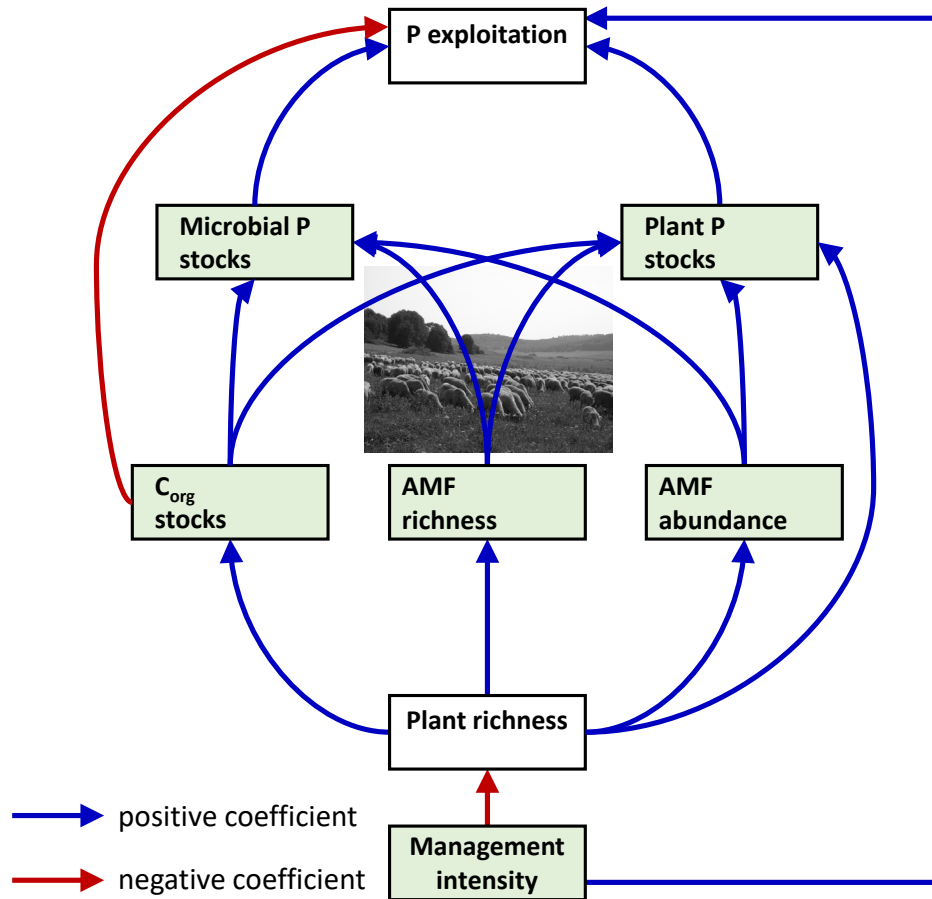 P exploitation
Microbial P
stocks
Plant P
stocks
Corg
stocks
AMF
richness
AMF
abundance
Plant richness
positive coefficient
negative coefficient
Management
intensity